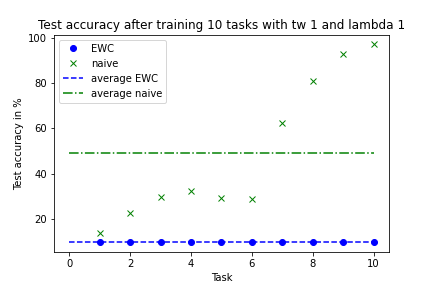 Test accuracy after training 10 tasks with tw 1 and lambda 1
EWC
naive
average EWC
average naive
Test accuracy in %
100
80
60
40
20
0 2 4 6 8 10
Task